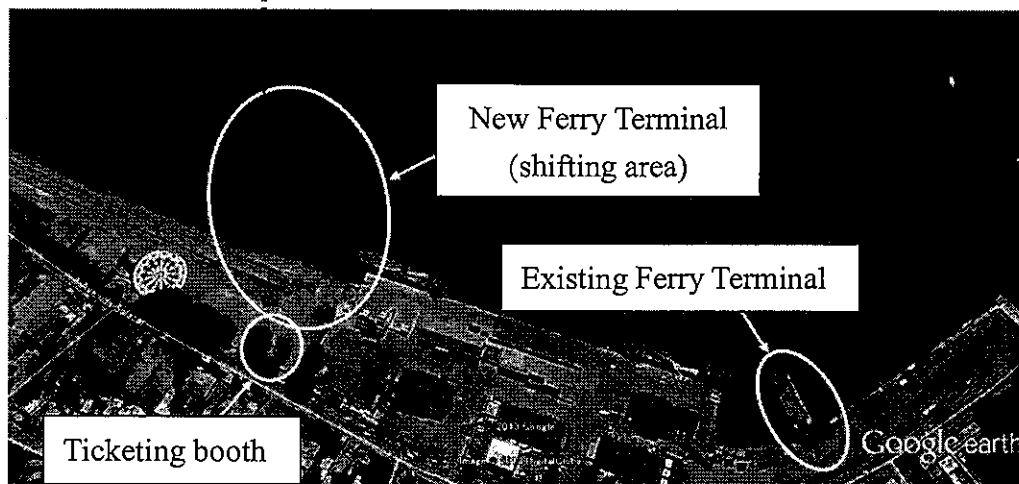 New Ferry Terminal
(shifting area)
Existing Ferry Terminal
Ticketing booth
Google earth